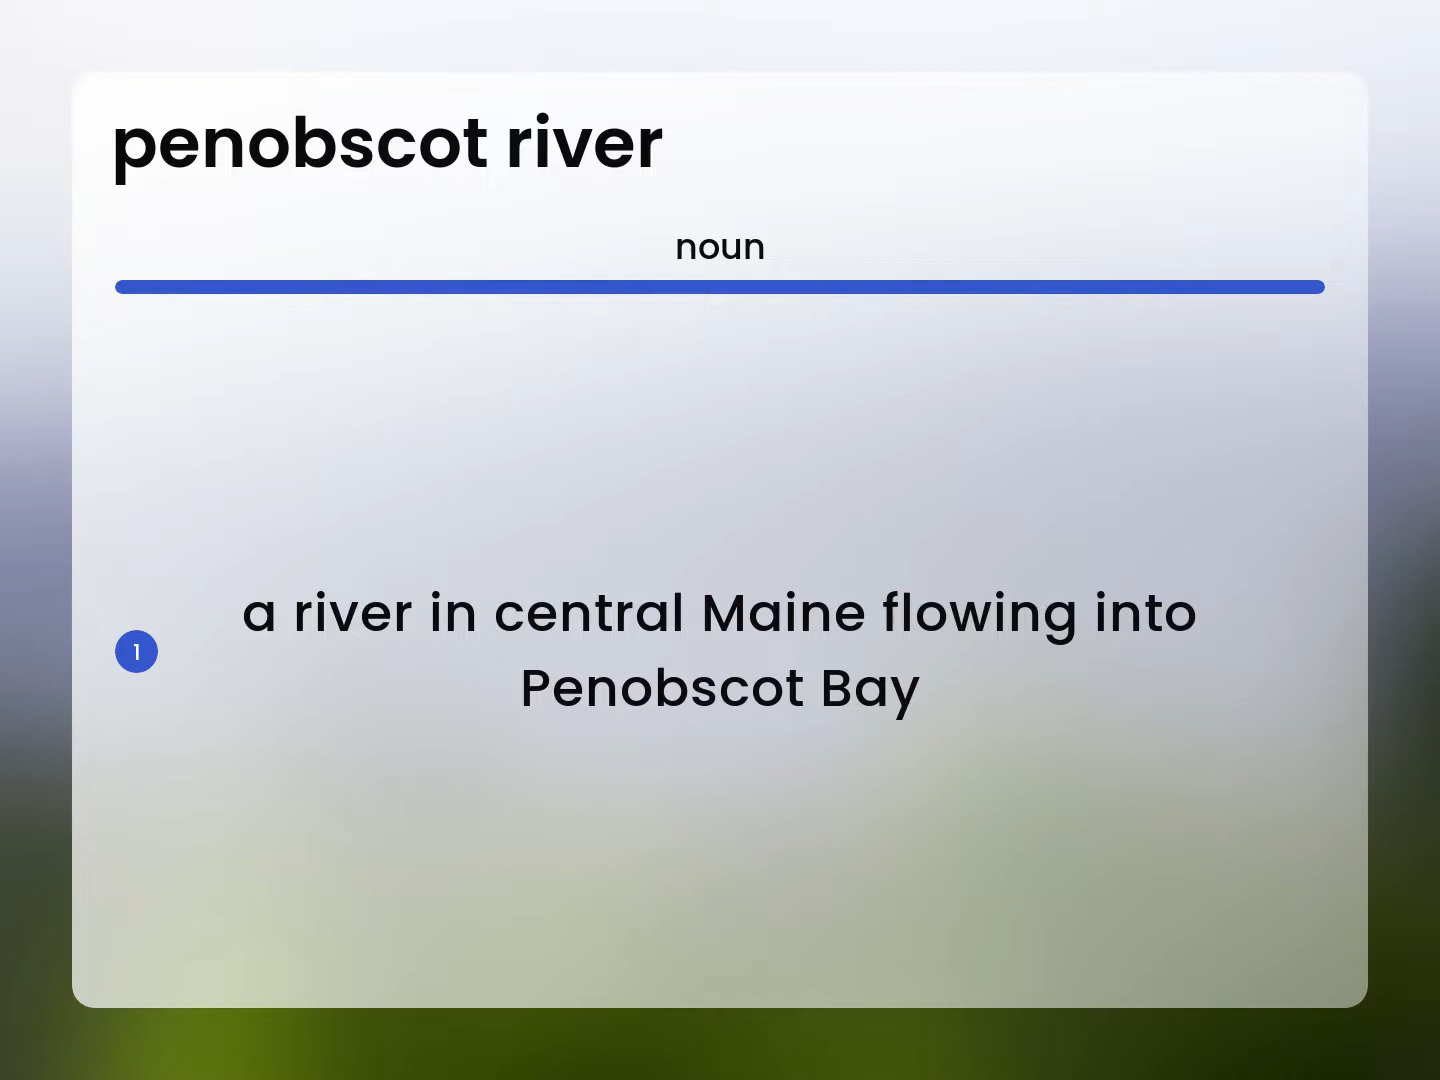 penobscot river
noun
1
a river in central Maine flowing into
Penobscot Bay